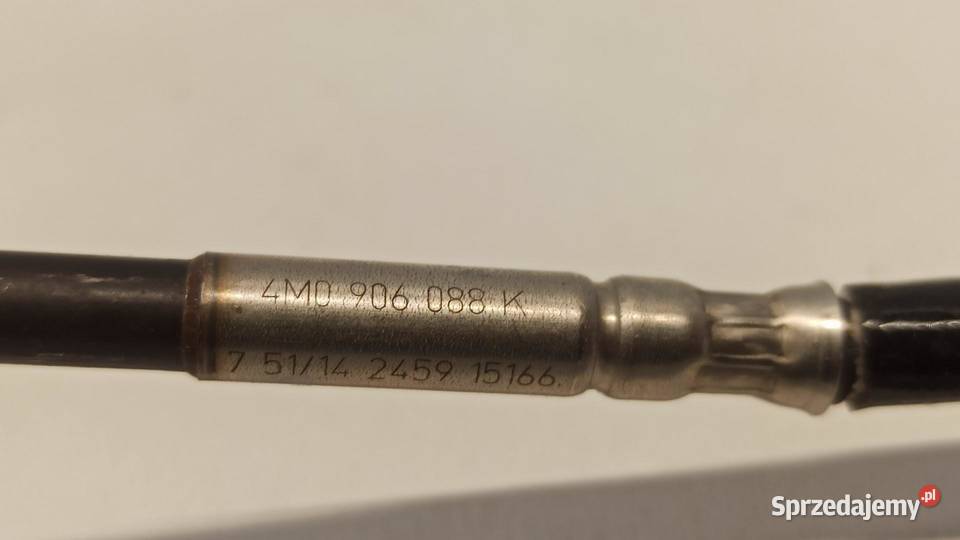 4M0 906 088 K
7 51/14 2459 15166.
Sprzedajemy.pl